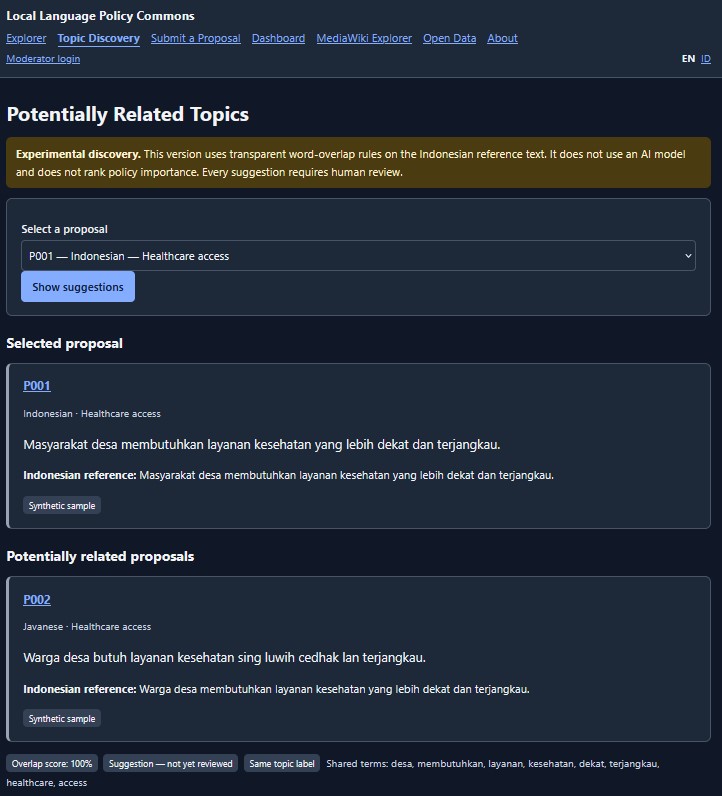 Local Language Policy Commons
Explorer Topic Discovery Submit a Proposal Dashboard MediaWiki Explorer Open Data About
Moderator login EN ID
Potentially Related Topics
Experimental discovery. This version uses transparent word-overlap rules on the Indonesian reference text. It does not use an AI model
and does not rank policy importance. Every suggestion requires human review.
Select a proposal
P001 — Indonesian — Healthcare access
Show suggestions
Selected proposal
P001
Indonesian · Healthcare access
Masyarakat desa membutuhkan layanan kesehatan yang lebih dekat dan terjangkau.
Indonesian reference: Masyarakat desa membutuhkan layanan kesehatan yang lebih dekat dan terjangkau.
Synthetic sample
Potentially related proposals
P002
Javanese · Healthcare access
Warga desa butuh layanan kesehatan sing luwih cedhak lan terjangkau.
Indonesian reference: Warga desa membutuhkan layanan kesehatan yang lebih dekat dan terjangkau.
Synthetic sample
Overlap score: 100% Suggestion — not yet reviewed Same topic label Shared terms: desa, membutuhkan, layanan, kesehatan, dekat, terjangkau,
healthcare, access